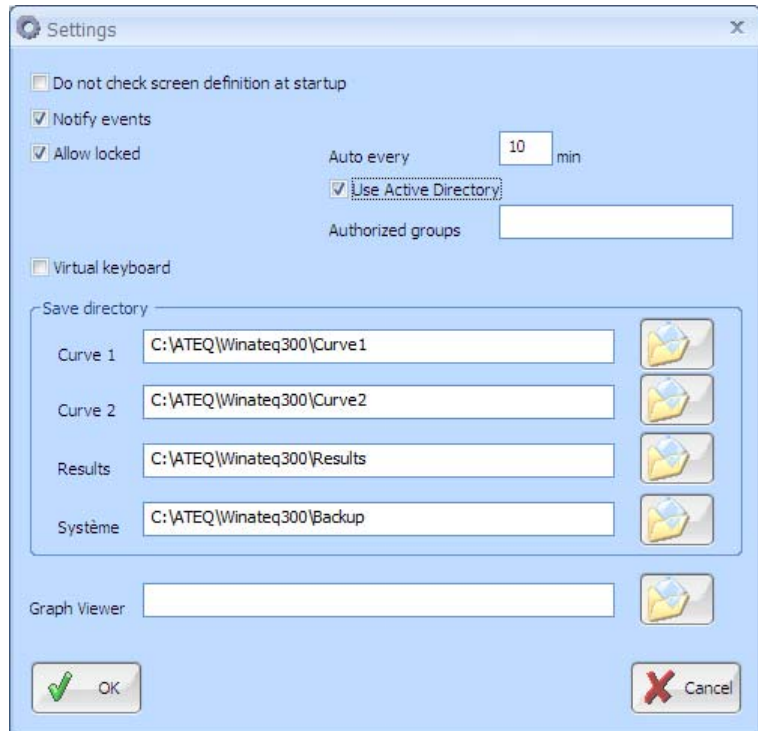 Settings
Do not check screen definition at startup
Notify events
Allow locked
Auto every 10 min
Use Active Directory
Authorized groups
Virtual keyboard
Save directory
Curve 1 C:\ATEQ\Winateq300\Curve1
Curve 2 C:\ATEQ\Winateq300\Curve2
Results C:\ATEQ\Winateq300\Results
Système C:\ATEQ\Winateq300\Backup
Graph Viewer
OK Cancel